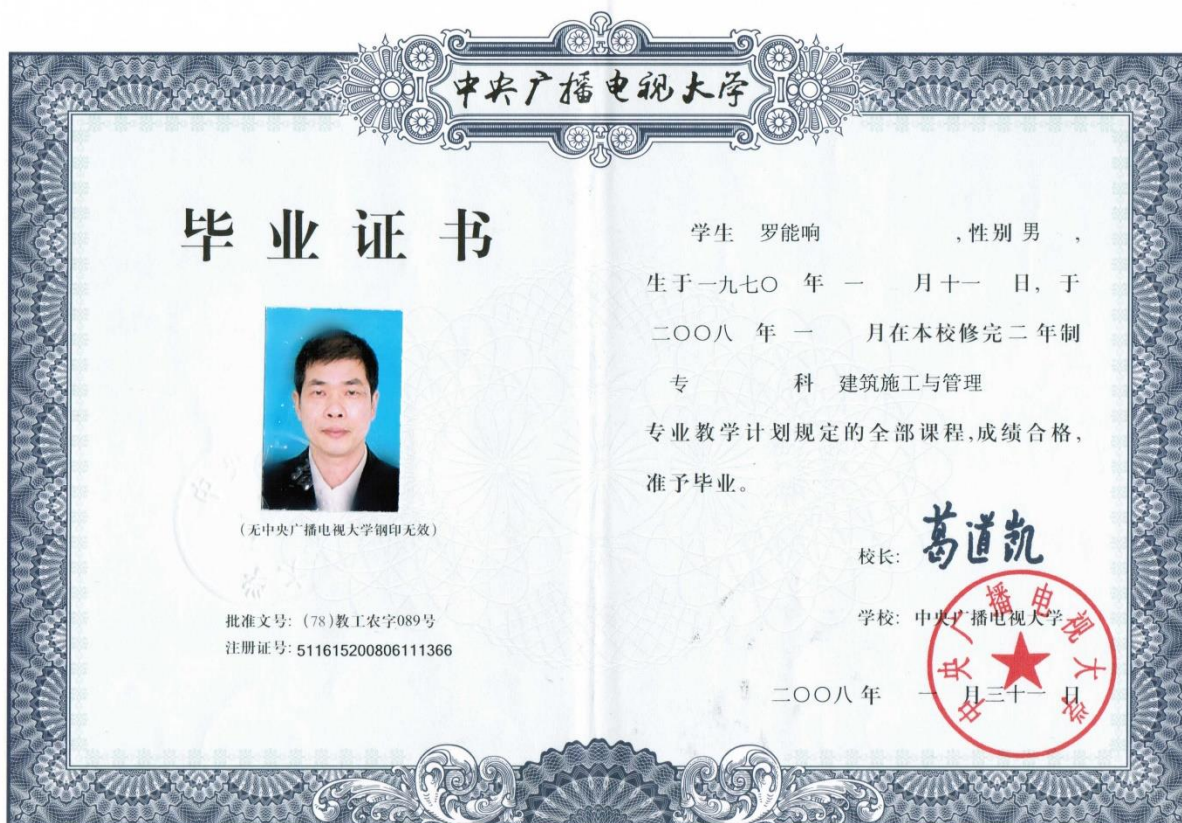 中央广播电视大学
毕业证书
(无中央广播电视大学钢印无效)
批准文号: (78)教工农字089号
注册证号: 511615200806111366
学生 罗能响 ,性别 男 ,
生于一九七〇 年 一 月十一 日, 于
二〇〇八 年 一 月在本校修完二 年制
专 科 建筑施工与管理
专业教学计划规定的全部课程,成绩合格,
准予毕业。
校长: 葛道凯
学校: 中央广播电视大学
二〇〇八年 一 月三十一 日
中央广播电视大学